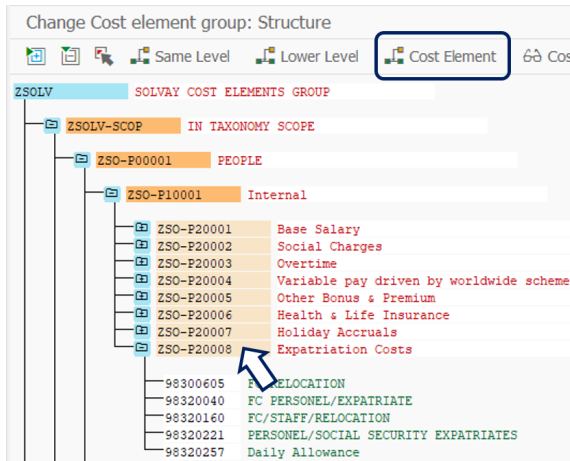 Change Cost element group: Structure
Same Level Lower Level Cost Element Cos
ZSOLV SOLVAY COST ELEMENTS GROUP
ZSOLV-SCOP IN TAXONOMY SCOPE
ZSO-P00001 PEOPLE
ZSO-P10001 Internal
ZSO-P20001 Base Salary
ZSO-P20002 Social Charges
ZSO-P20003 Overtime
ZSO-P20004 Variable pay driven by worldwide scheme
ZSO-P20005 Other Bonus & Premium
ZSO-P20006 Health & Life Insurance
ZSO-P20007 Holiday Accruals
ZSO-P20008 Expatriation Costs
98300605 RELOCATION
98320040 FC PERSONEL/EXPATRIATE
98320160 FC/STAFF/RELOCATION
98320221 PERSONEL/SOCIAL SECURITY EXPATRIATES
98320257 Daily Allowance